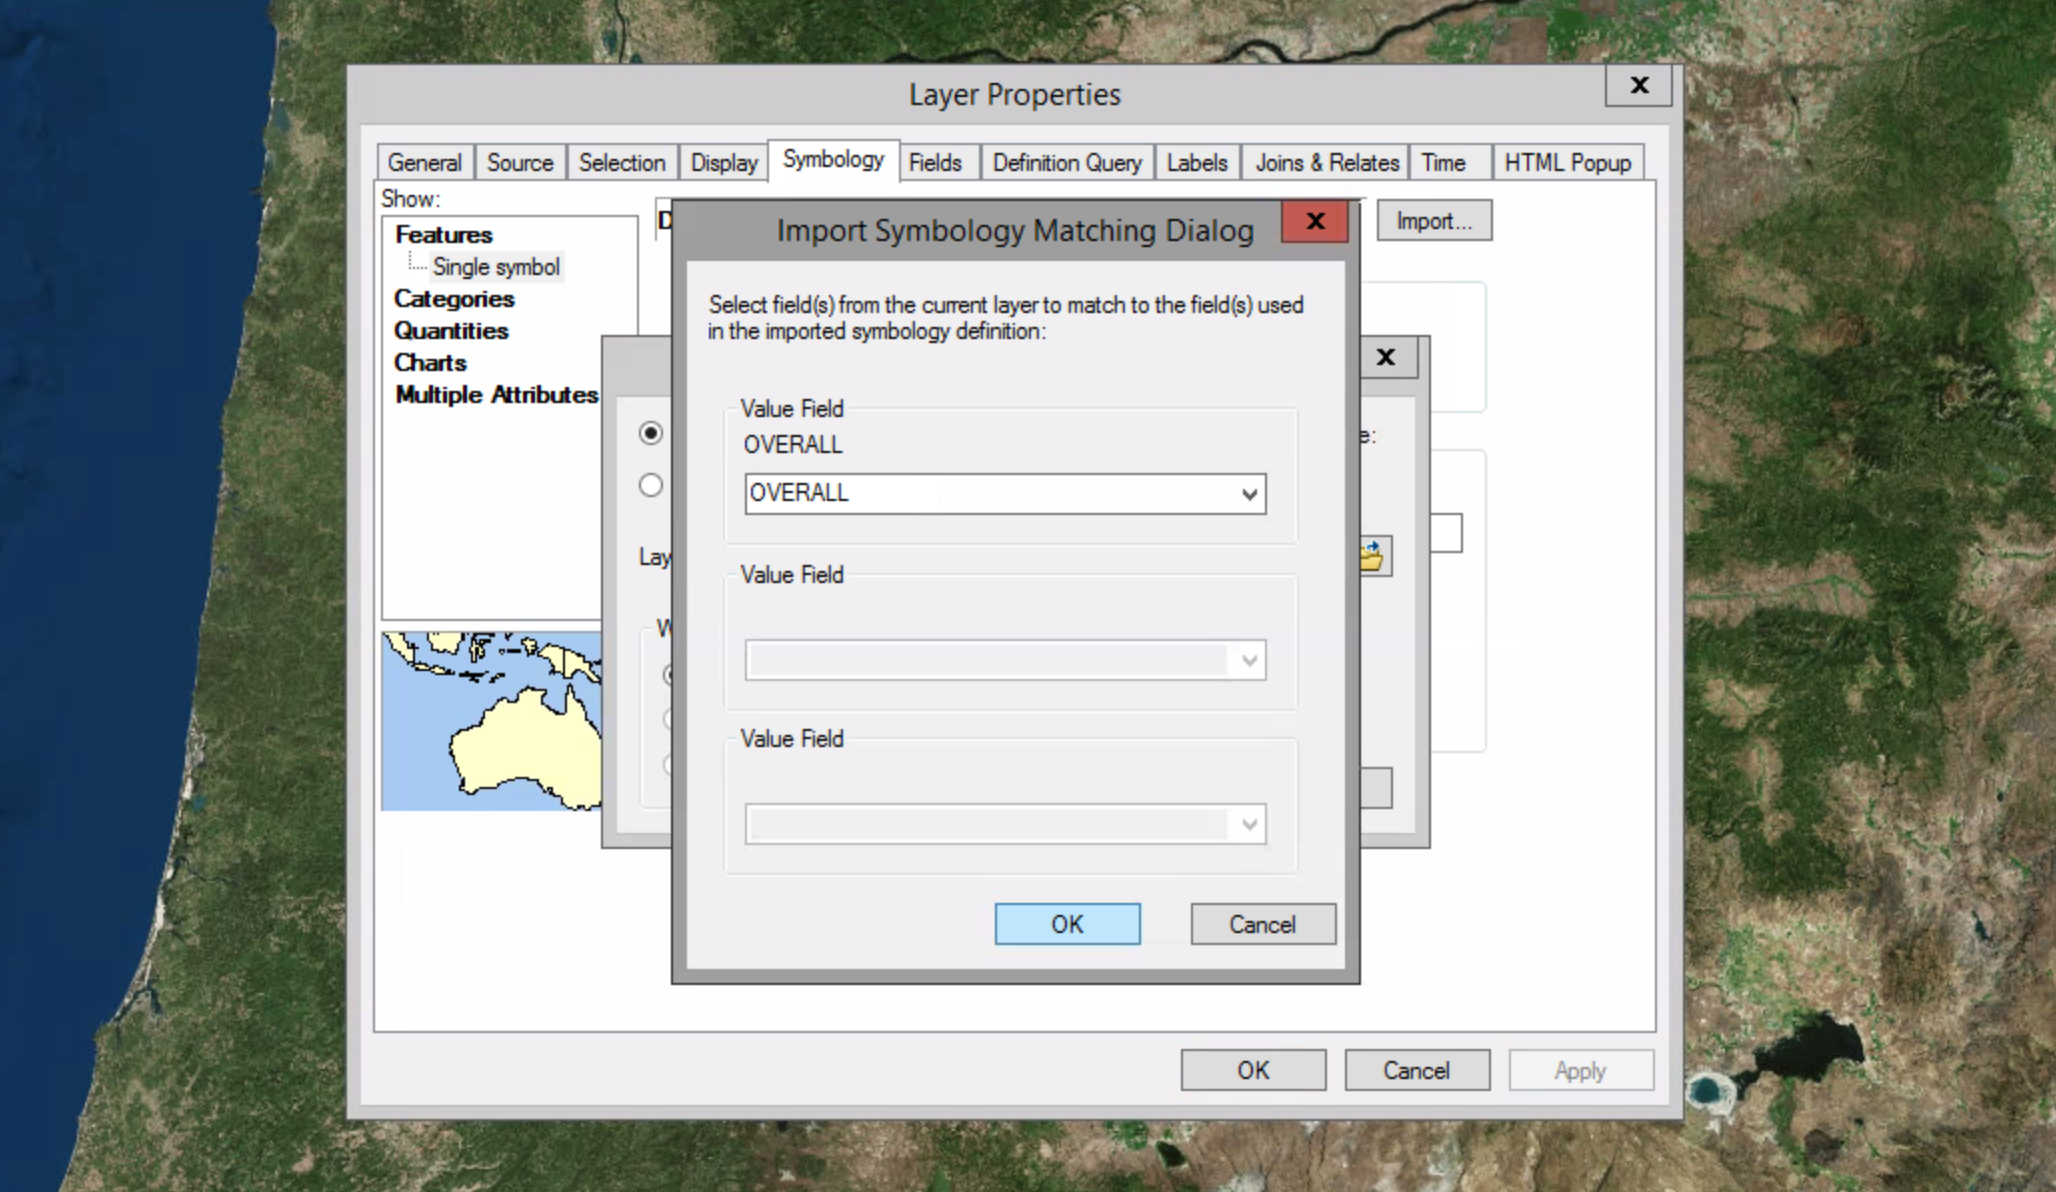 Layer Properties
X
General Source Selection Display Symbology Fields Definition Query Labels Joins & Relates Time HTML Popup
Show:
Features
Single symbol
Categories
Quantities
Charts
Multiple Attributes
Import...
Import Symbology Matching Dialog
X
Select field(s) from the current layer to match to the field(s) used
in the imported symbology definition:
X
Value Field
OVERALL
OVERALL
Value Field
Value Field
OK Cancel
OK Cancel Apply